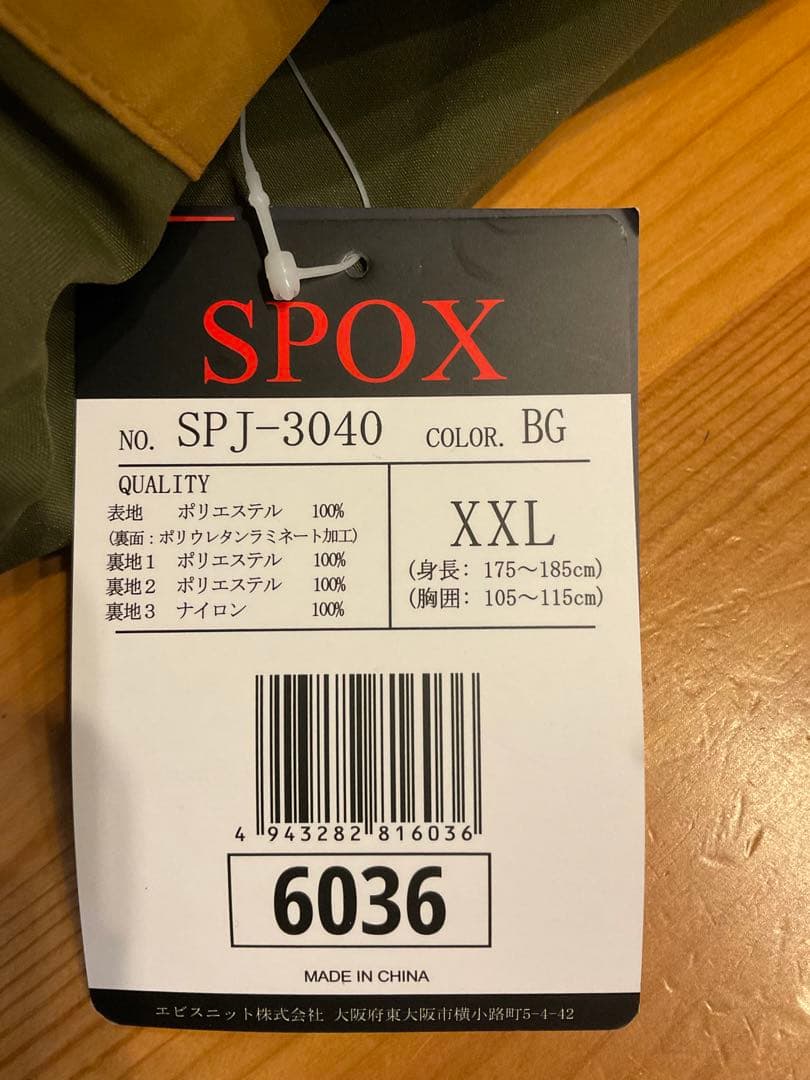 SPOX
NO. SPJ-3040 COLOR. BG
QUALITY
表地 ポリエステル 100%
(裏面:ポリウレタンラミネート加工)
裏地1 ポリエステル 100%
裏地2 ポリエステル 100%
裏地3 ナイロン 100%
XXL
(身長: 175~185cm)
(胸囲: 105~115cm)
4 943282 816036
6036
MADE IN CHINA
エビスニット株式会社 大阪府東大阪市横小路町5-4-42